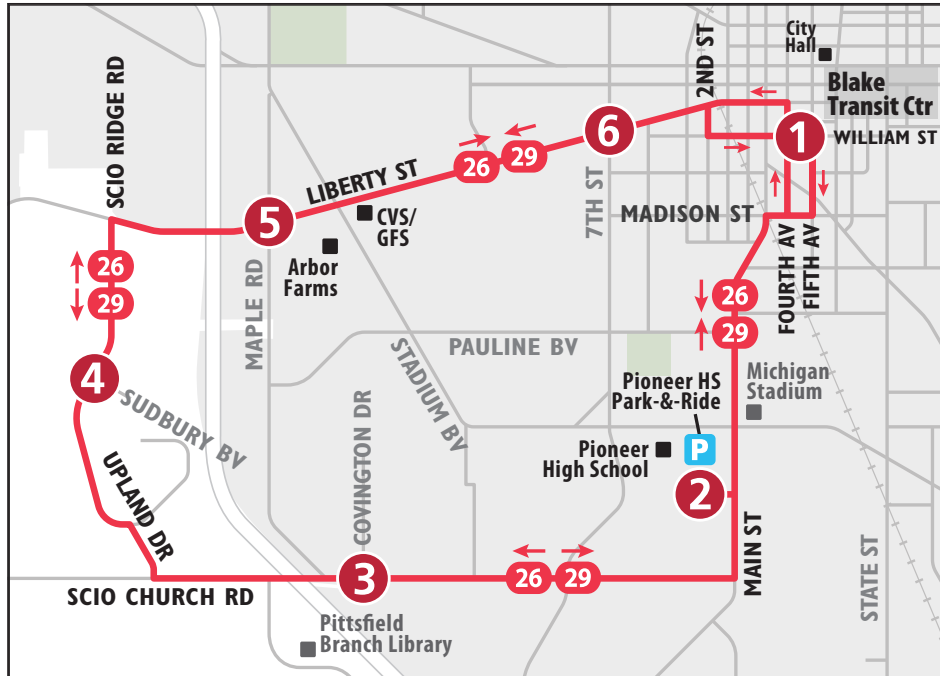 City
Hall
2ND ST
Blake
Transit Ctr
SCIO RIDGE RD
1
WILLIAM ST
6
26
29
LIBERTY ST
7TH ST
CVS/
GFS
MADISON ST
5
Arbor
Farms
FOURTH AV
FIFTH AV
26
29
MAPLE RD
26
29
PAULINE BV
STADIUM BV
4
SUDBURY BV
COVINGTON DR
Pioneer HS
Park-&-Ride
Michigan
Stadium
P
Pioneer
High School
2
UPLAND DR
MAIN ST
STATE ST
3
26
29
SCIO CHURCH RD
Pittsfield
Branch Library